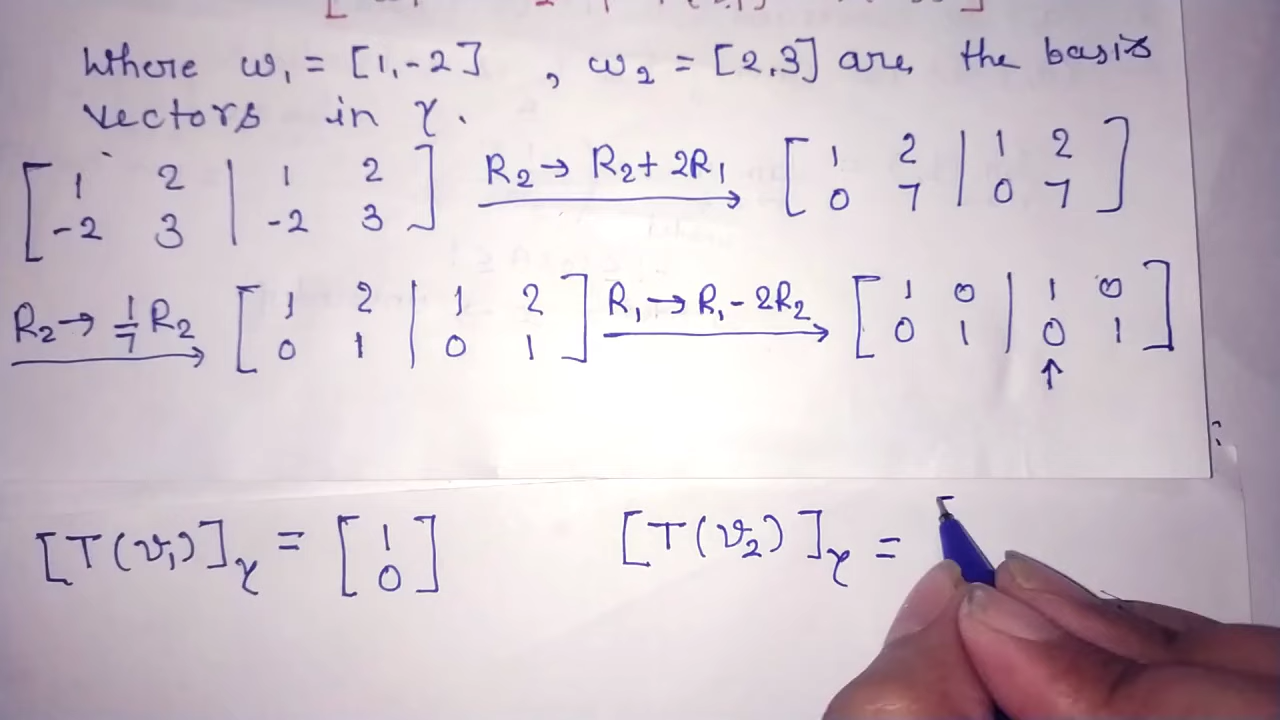 Where w₁ = [1,-2] , w₂ = [2,3] are the basis
vectors in γ.
[1 2 | 1 2; -2 3 | -2 3] R₂→ R₂+ 2R₁ [1 2 | 1 2; 0 7 | 0 7]
R₂→ 1/7 R₂ [1 2 | 1 2; 0 1 | 0 1] R₁→R₁-2R₂ [1 0 | 1 0; 0 1 | 0 1]
↑
[T(v₁)]γ = [1; 0] [T(v₂)]γ =